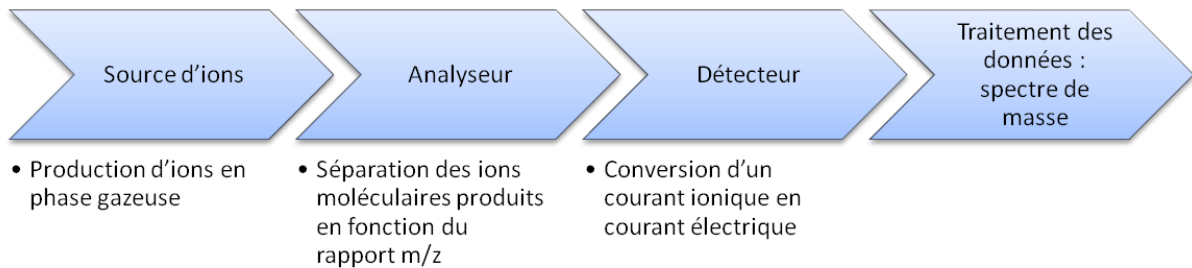 Source d'ions
Analyseur
Détecteur
Traitement des
données :
spectre de
masse
• Production d'ions en
phase gazeuse
• Séparation des ions
moléculaires produits
en fonction du
rapport m/z
• Conversion d'un
courant ionique en
courant électrique